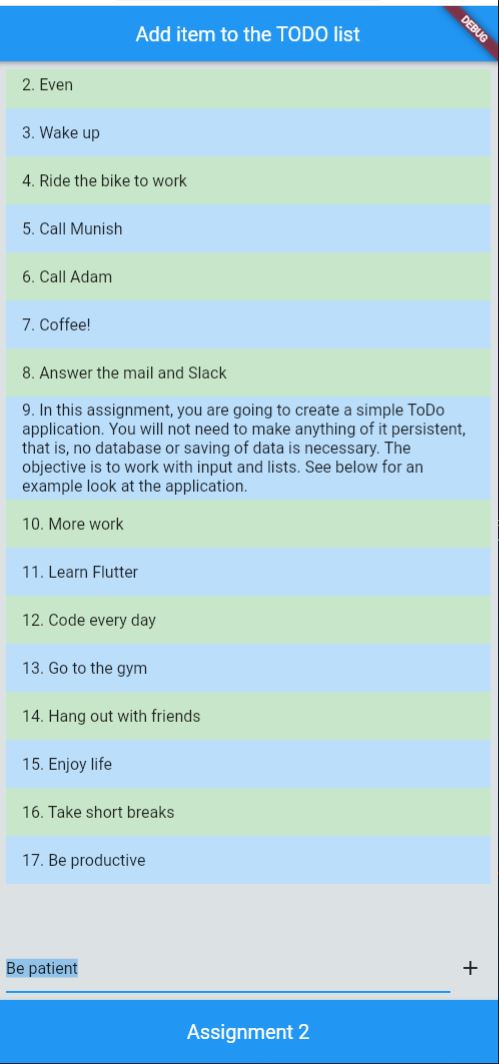 Add item to the TODO list
DEBUG
2. Even
3. Wake up
4. Ride the bike to work
5. Call Munish
6. Call Adam
7. Coffee!
8. Answer the mail and Slack
9. In this assignment, you are going to create a simple ToDo
application. You will not need to make anything of it persistent,
that is, no database or saving of data is necessary. The
objective is to work with input and lists. See below for an
example look at the application.
10. More work
11. Learn Flutter
12. Code every day
13. Go to the gym
14. Hang out with friends
15. Enjoy life
16. Take short breaks
17. Be productive
Be patient
+
Assignment 2